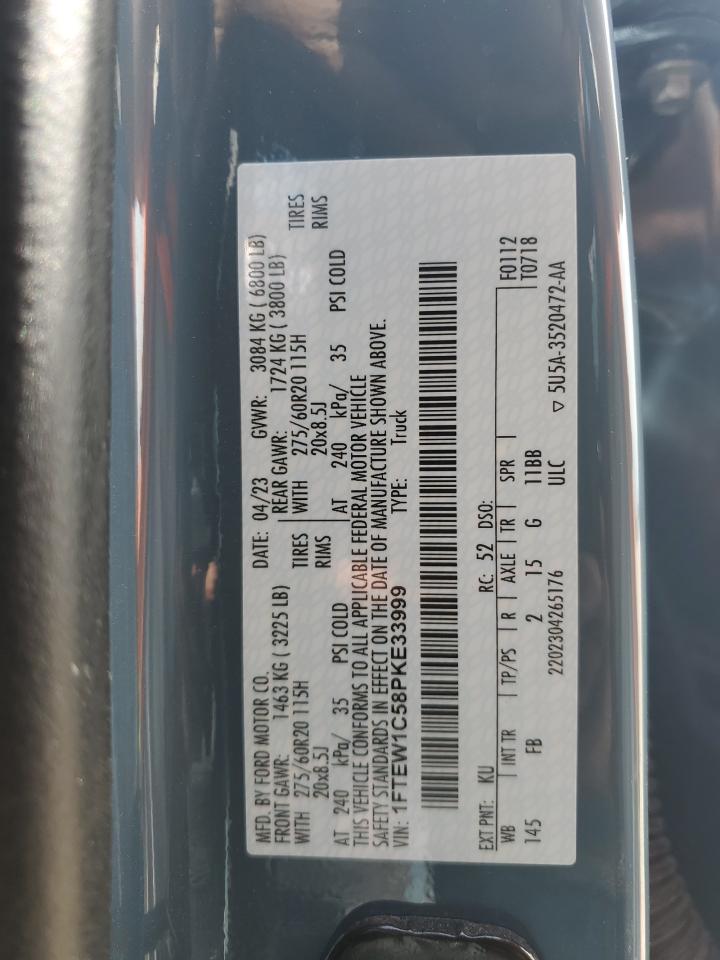 MFD. BY FORD MOTOR CO. DATE: 04/23 GVWR: 3084 KG ( 6800 LB)
FRONT GAWR: 1463 KG ( 3225 LB) REAR GAWR: 1724 KG ( 3800 LB)
WITH 275/60R20 115H TIRES WITH 275/60R20 115H TIRES
20x8.5J RIMS 20x8.5J RIMS
AT 240 kPa/ 35 PSI COLD AT 240 kPa/ 35 PSI COLD
THIS VEHICLE CONFORMS TO ALL APPLICABLE FEDERAL MOTOR VEHICLE
SAFETY STANDARDS IN EFFECT ON THE DATE OF MANUFACTURE SHOWN ABOVE.
VIN: 1FTEW1C58PKE33999 TYPE: Truck
EXT PNT: KU RC: 52 DSO:
WB INT TR TP/PS R AXLE TR SPR F0112
145 FB 2 15 G 11BB T0718
2202304265176 ULC ▽ 5U5A-3520472-AA